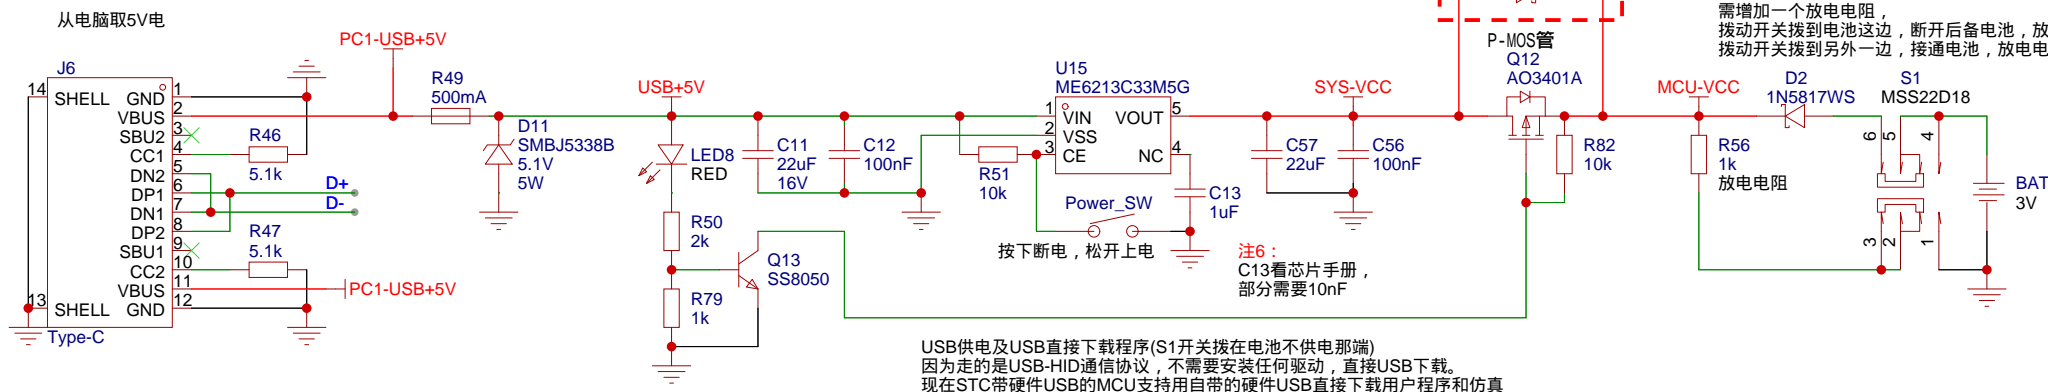 从电脑取5V电
需增加一个放电电阻，
拨动开关拨到电池这边，断开后备电池，放
拨动开关拨到另外一边，接通电池，放电电
PC1-USB+5V
J6
14
SHELL
GND
1
VBUS
2
SBU2
3
CC1
4
DN2
5
DP1
6
DN1
7
DP2
8
SBU1
9
CC2
10
VBUS
11
13
SHELL
GND
12
Type-C
R46
5.1k
D+
D-
R47
5.1k
PC1-USB+5V
R49
500mA
D11
SMBJ5338B
5.1V
5W
USB+5V
LED8
RED
R50
2k
R79
1k
Q13
SS8050
C11
22uF
16V
C12
100nF
R51
10k
U15
ME6213C33M5G
1
VIN
VOUT
5
2
VSS
3
CE
NC
4
C13
1uF
Power_SW
按下断电，松开上电
注6：
C13看芯片手册，
部分需要10nF
SYS-VCC
C57
22uF
C56
100nF
P-MOS管
Q12
AO3401A
R82
10k
MCU-VCC
R56
1k
放电电阻
D2
1N5817WS
S1
MSS22D18
6
5
4
3
2
1
BAT
3V
USB供电及USB直接下载程序(S1开关拨在电池不供电那端)
因为走的是USB-HID通信协议，不需要安装任何驱动，直接USB下载。
现在STC带硬件USB的MCU支持用自带的硬件USB直接下载用户程序和仿真